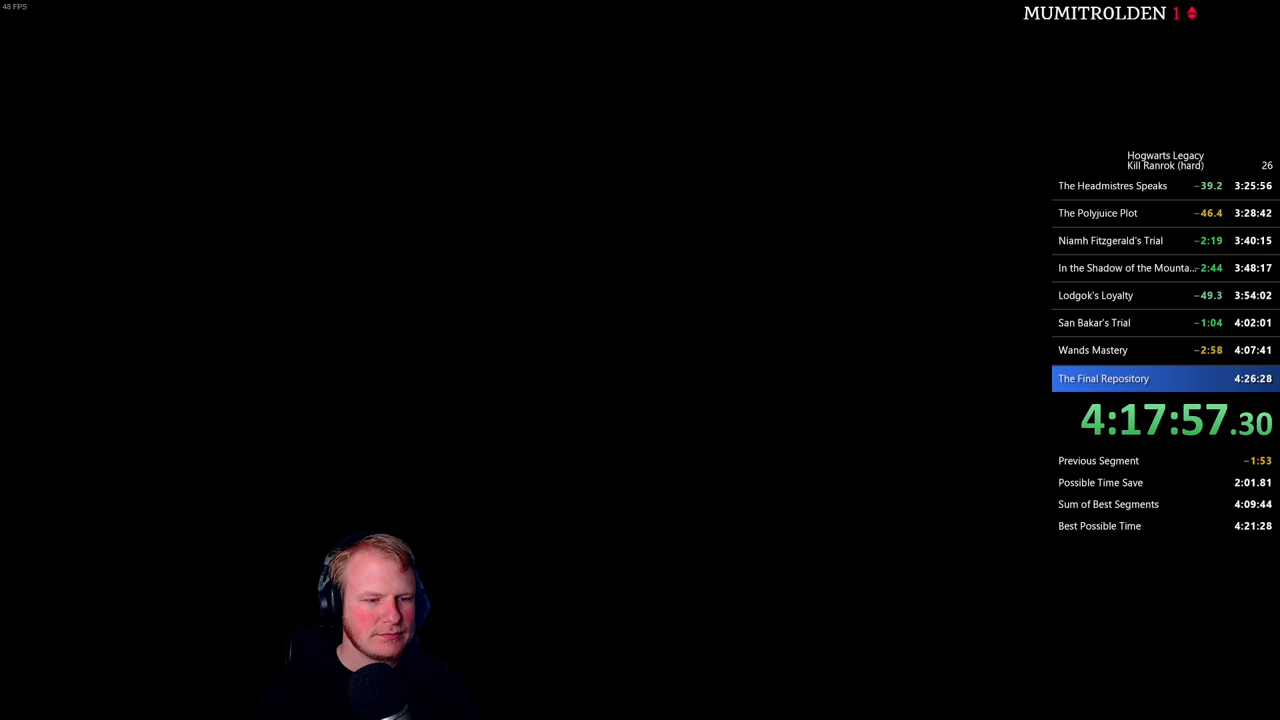 48 FPS
MUMITROLDEN 1
Hogwarts Legacy
Kill Ranrok (hard) 26
The Headmistres Speaks -39.2 3:25:56
The Polyjuice Plot -46.4 3:28:42
Niamh Fitzgerald's Trial -2:19 3:40:15
In the Shadow of the Mounta... -2:44 3:48:17
Lodgok's Loyalty -49.3 3:54:02
San Bakar's Trial -1:04 4:02:01
Wands Mastery -2:58 4:07:41
The Final Repository 4:26:28
4:17:57.30
Previous Segment -1:53
Possible Time Save 2:01.81
Sum of Best Segments 4:09:44
Best Possible Time 4:21:28